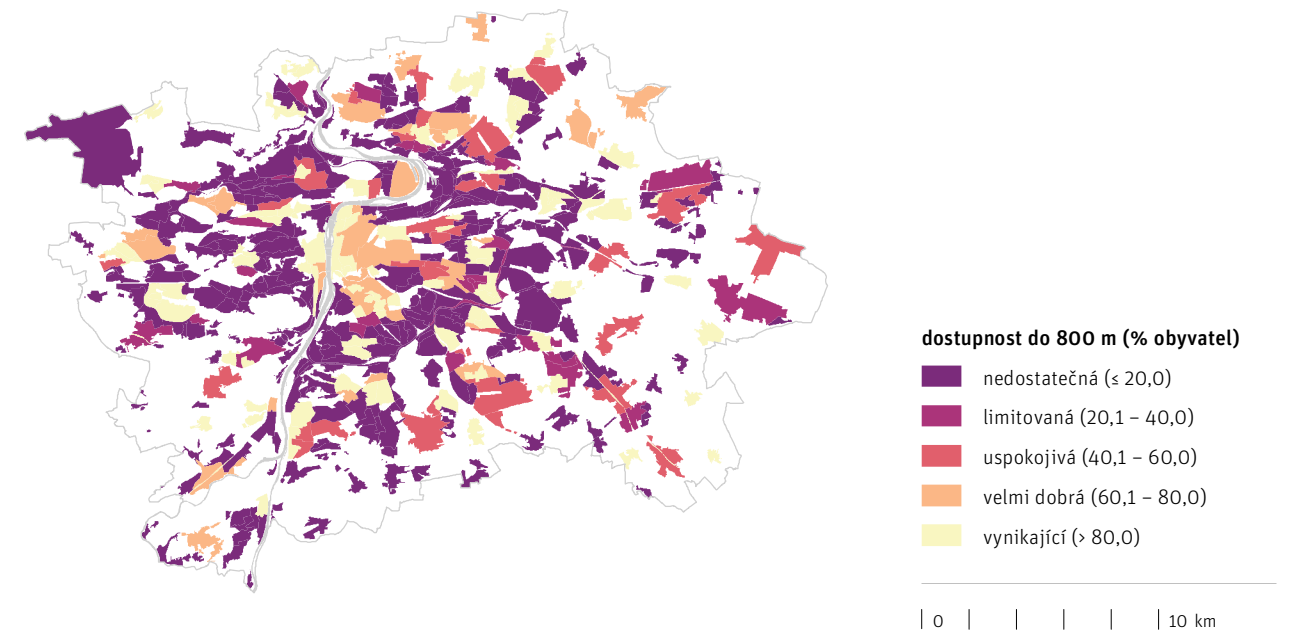 dostupnost do 800 m (% obyvatel)
nedostatečná (≤ 20,0)
limitovaná (20,1 – 40,0)
uspokojivá (40,1 – 60,0)
velmi dobrá (60,1 – 80,0)
vynikající (> 80,0)
0 10 km